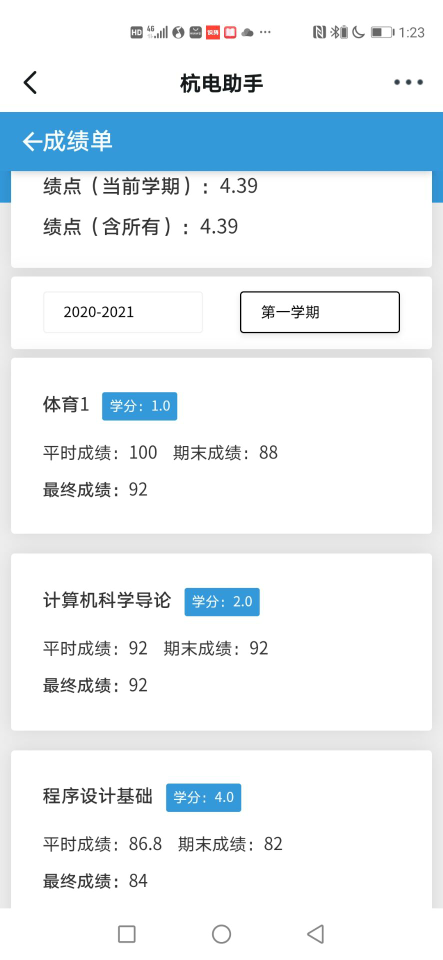 HD 4G 1:23
杭电助手
成绩单
绩点（当前学期）: 4.39
绩点（含所有）: 4.39
2020-2021 第一学期
体育1 学分: 1.0
平时成绩: 100 期末成绩: 88
最终成绩: 92
计算机科学导论 学分: 2.0
平时成绩: 92 期末成绩: 92
最终成绩: 92
程序设计基础 学分: 4.0
平时成绩: 86.8 期末成绩: 82
最终成绩: 84